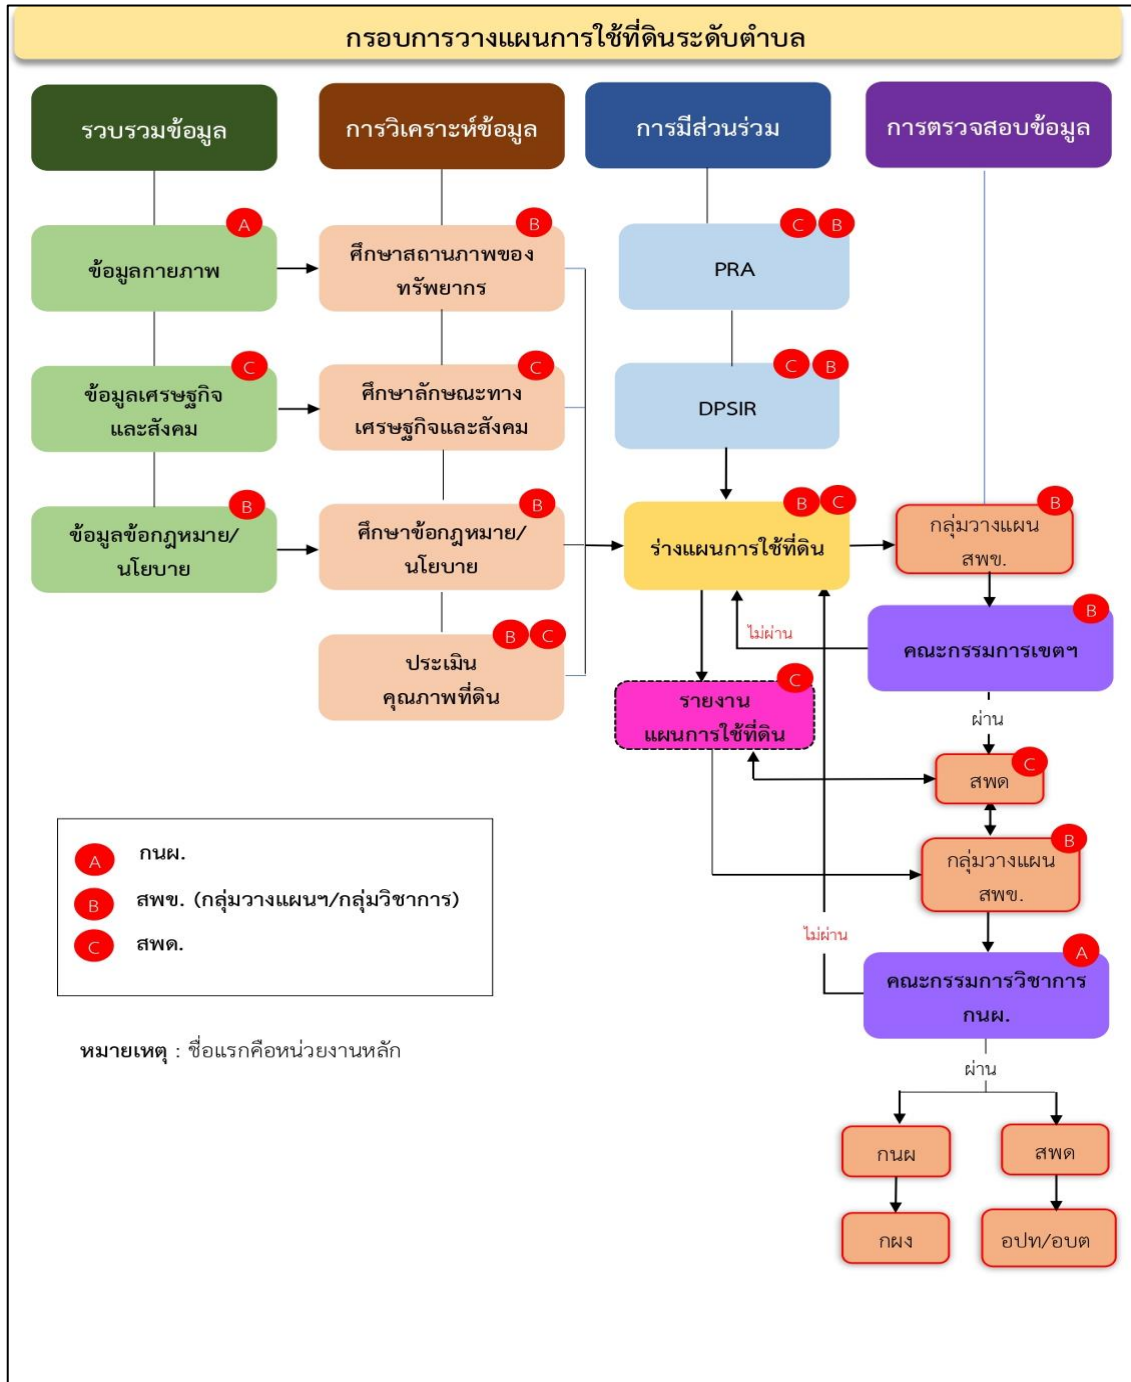 กรอบการวางแผนการใช้ที่ดินระดับตำบล
รวบรวมข้อมูล
การวิเคราะห์ข้อมูล
การมีส่วนร่วม
การตรวจสอบข้อมูล
A
ข้อมูลกายภาพ
B
ศึกษาสถานภาพของ
ทรัพยากร
C B
PRA
C
ข้อมูลเศรษฐกิจ
และสังคม
C
ศึกษาลักษณะทาง
เศรษฐกิจและสังคม
C B
DPSIR
B
ข้อมูลข้อกฎหมาย/
นโยบาย
B
ศึกษาข้อกฎหมาย/
นโยบาย
B C
ร่างแผนการใช้ที่ดิน
B
กลุ่มวางแผน
สพข.
B C
ประเมิน
คุณภาพที่ดิน
ไม่ผ่าน
B
คณะกรรมการเขตฯ
C
รายงาน
แผนการใช้ที่ดิน
ผ่าน
C
สพด
B
กลุ่มวางแผน
สพข.
A กนผ.
B สพข. (กลุ่มวางแผนฯ/กลุ่มวิชาการ)
C สพด.
ไม่ผ่าน
A
คณะกรรมการวิชาการ
กนผ.
หมายเหตุ : ชื่อแรกคือหน่วยงานหลัก
ผ่าน
กนผ
สพด
กผง
อปท/อบต